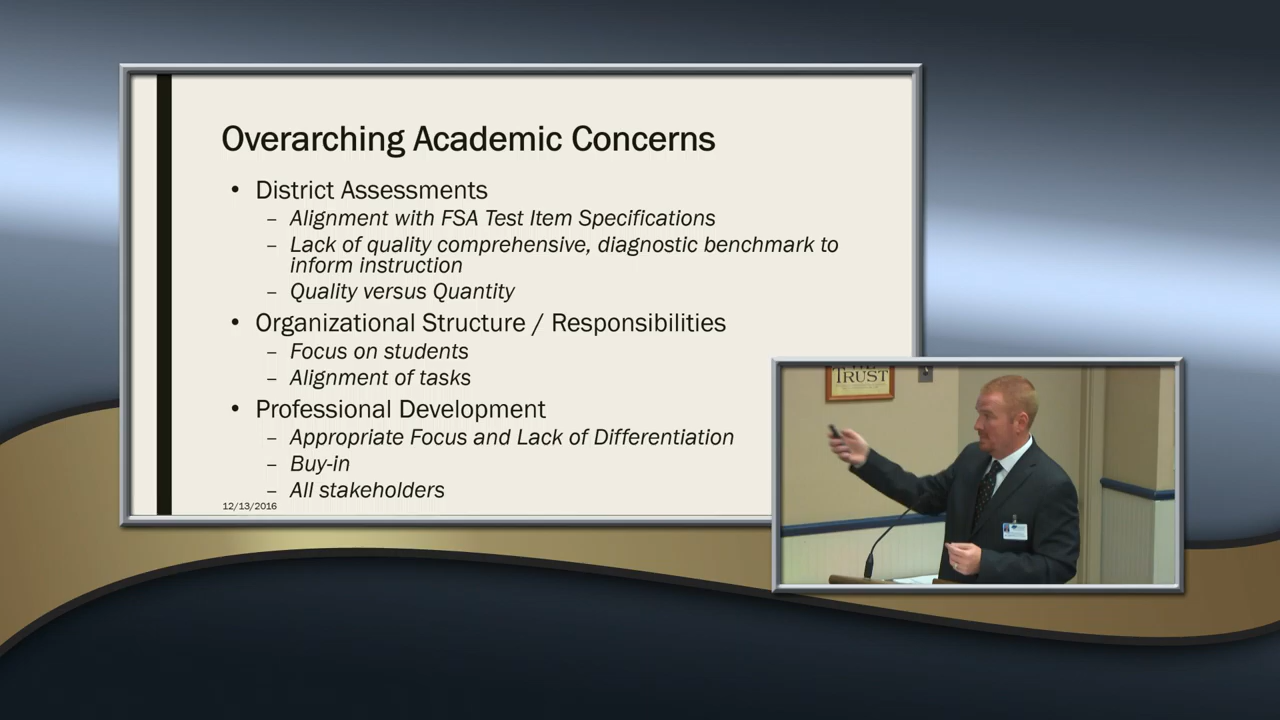 Overarching Academic Concerns
• District Assessments
– Alignment with FSA Test Item Specifications
– Lack of quality comprehensive, diagnostic benchmark to
inform instruction
– Quality versus Quantity
• Organizational Structure / Responsibilities
– Focus on students
– Alignment of tasks
• Professional Development
– Appropriate Focus and Lack of Differentiation
– Buy-in
– All stakeholders
12/13/2016
TRUST